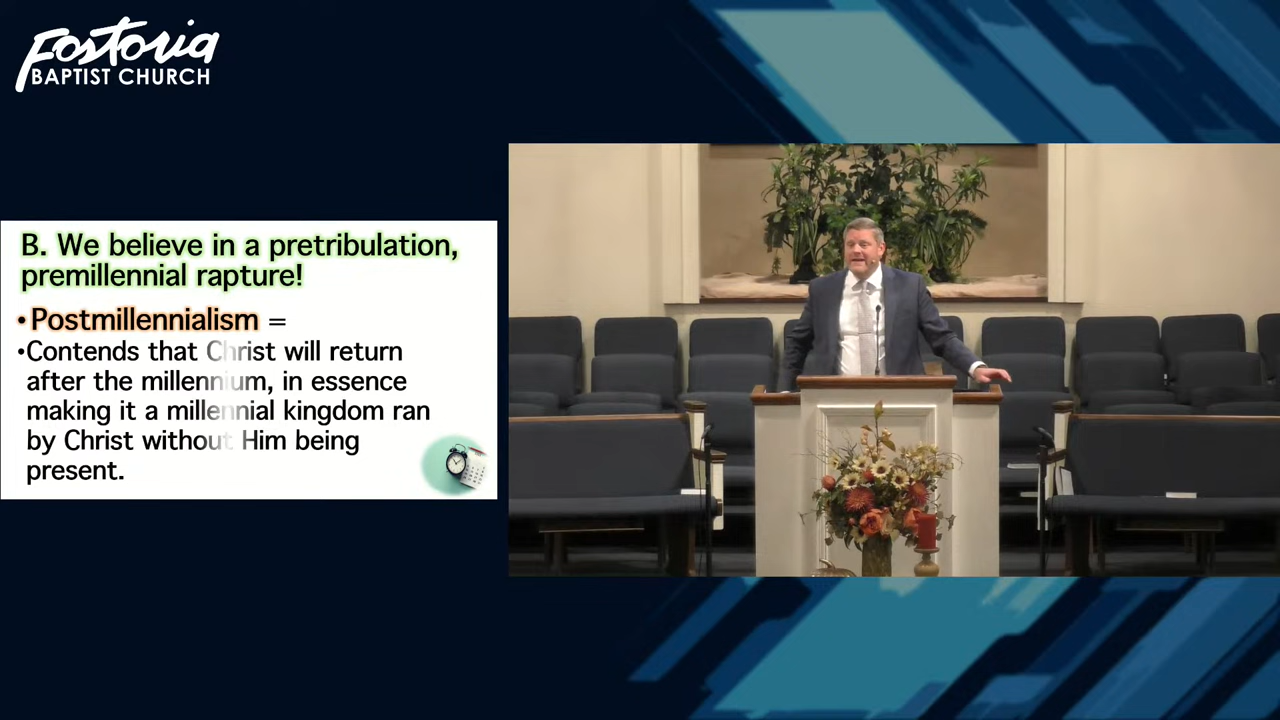 Fostoria
BAPTIST CHURCH
B. We believe in a pretribulation,
premillennial rapture!
•Postmillennialism =
•Contends that Christ will return
after the millennium, in essence
making it a millennial kingdom ran
by Christ without Him being
present.